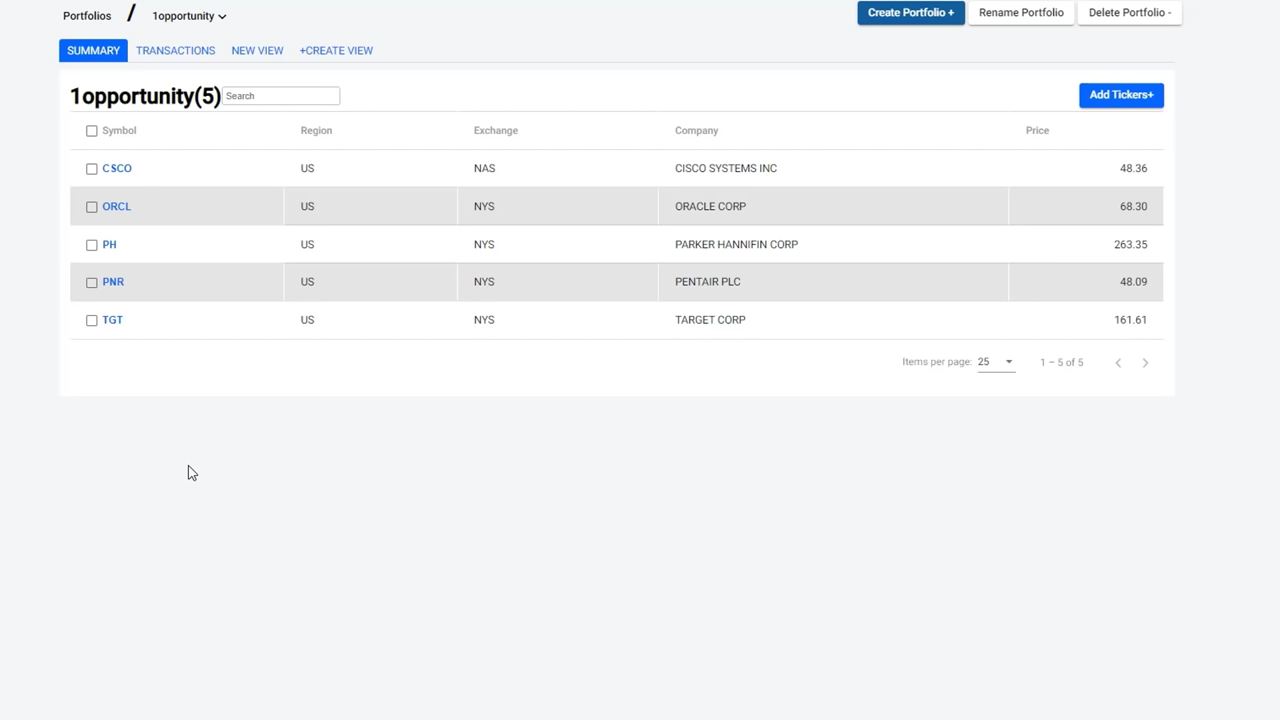 Portfolios / 1opportunity Create Portfolio + Rename Portfolio Delete Portfolio -
SUMMARY TRANSACTIONS NEW VIEW +CREATE VIEW
1opportunity(5) Search Add Tickers+
Symbol Region Exchange Company Price
CSCO US NAS CISCO SYSTEMS INC 48.36
ORCL US NYS ORACLE CORP 68.30
PH US NYS PARKER HANNIFIN CORP 263.35
PNR US NYS PENTAIR PLC 48.09
TGT US NYS TARGET CORP 161.61
Items per page: 25 1 – 5 of 5